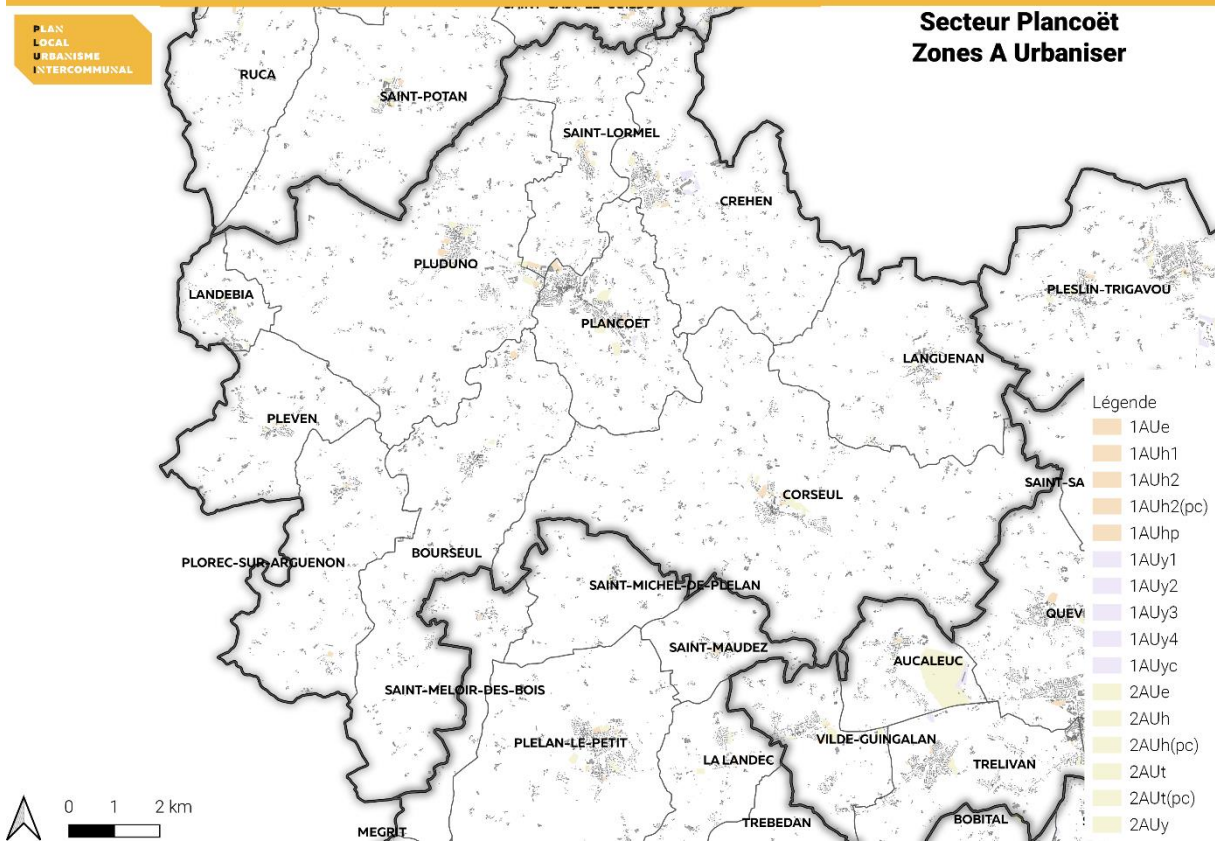 PLAN
LOCAL
URBANISME
INTERCOMMUNAL
Secteur Plancoët
Zones A Urbaniser
RUCA
SAINT-POTAN
SAINT-LORMEL
CREHEN
PLUDUNO
LANDEBIA
PLESLIN-TRIGAVOU
PLANCOET
LANGUENAN
PLEVEN
CORSEUL
SAINT-SA
BOURSEUL
PLOREC-SUR-ARGUENON
SAINT-MICHEL-DE-PLELAN
QUEV
SAINT-MAUDEZ
AUCALEUC
SAINT-MELOIR-DES-BOIS
PLELAN-LE-PETIT
VILDE-GUINGALAN
LA LANDEC
TRELIVAN
TREBEDAN
BOBITAL
MEGRIT
Légende
1AUe
1AUh1
1AUh2
1AUh2(pc)
1AUhp
1AUy1
1AUy2
1AUy3
1AUy4
1AUyc
2AUe
2AUh
2AUh(pc)
2AUt
2AUt(pc)
2AUy
0 1 2 km